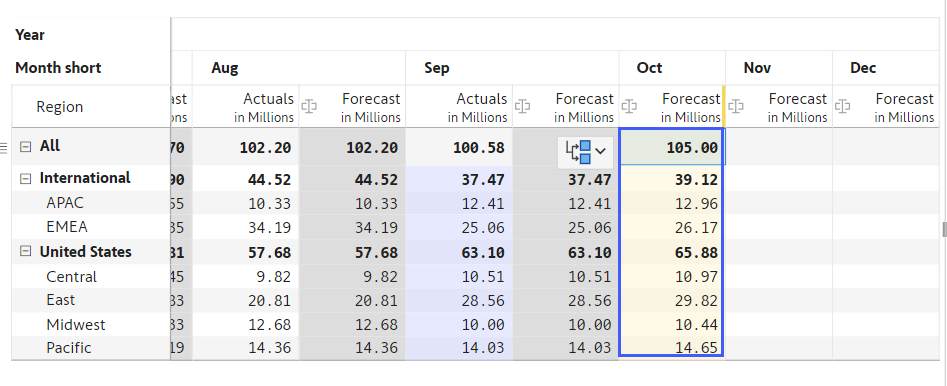 Year
Month short Aug Sep Oct Nov Dec
Region ast Actuals Forecast Actuals Forecast Forecast Forecast Forecast
ons in Millions in Millions in Millions in Millions in Millions in Millions in Millions
All 70 102.20 102.20 100.58 105.00
International 90 44.52 44.52 37.47 37.47 39.12
APAC 55 10.33 10.33 12.41 12.41 12.96
EMEA 35 34.19 34.19 25.06 25.06 26.17
United States 31 57.68 57.68 63.10 63.10 65.88
Central 45 9.82 9.82 10.51 10.51 10.97
East 33 20.81 20.81 28.56 28.56 29.82
Midwest 33 12.68 12.68 10.00 10.00 10.44
Pacific 19 14.36 14.36 14.03 14.03 14.65